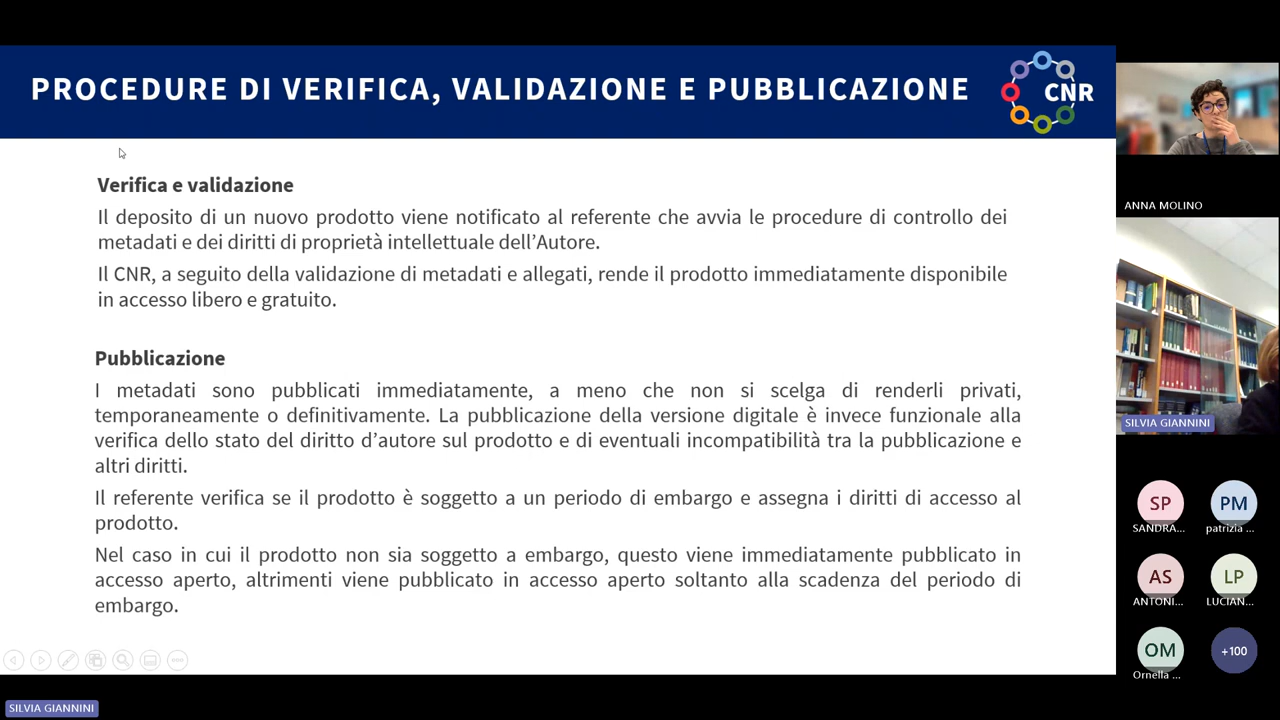 PROCEDURE DI VERIFICA, VALIDAZIONE E PUBBLICAZIONE
CNR
Verifica e validazione
Il deposito di un nuovo prodotto viene notificato al referente che avvia le procedure di controllo dei
metadati e dei diritti di proprietà intellettuale dell’Autore.
Il CNR, a seguito della validazione di metadati e allegati, rende il prodotto immediatamente disponibile
in accesso libero e gratuito.
Pubblicazione
I metadati sono pubblicati immediatamente, a meno che non si scelga di renderli privati,
temporaneamente o definitivamente. La pubblicazione della versione digitale è invece funzionale alla
verifica dello stato del diritto d’autore sul prodotto e di eventuali incompatibilità tra la pubblicazione e
altri diritti.
Il referente verifica se il prodotto è soggetto a un periodo di embargo e assegna i diritti di accesso al
prodotto.
Nel caso in cui il prodotto non sia soggetto a embargo, questo viene immediatamente pubblicato in
accesso aperto, altrimenti viene pubblicato in accesso aperto soltanto alla scadenza del periodo di
embargo.
ANNA MOLINO
SILVIA GIANNINI
SP
PM
SANDRA...
patrizia ...
AS
LP
ANTONI...
LUCIAN...
OM
+100
Ornella ...
SILVIA GIANNINI